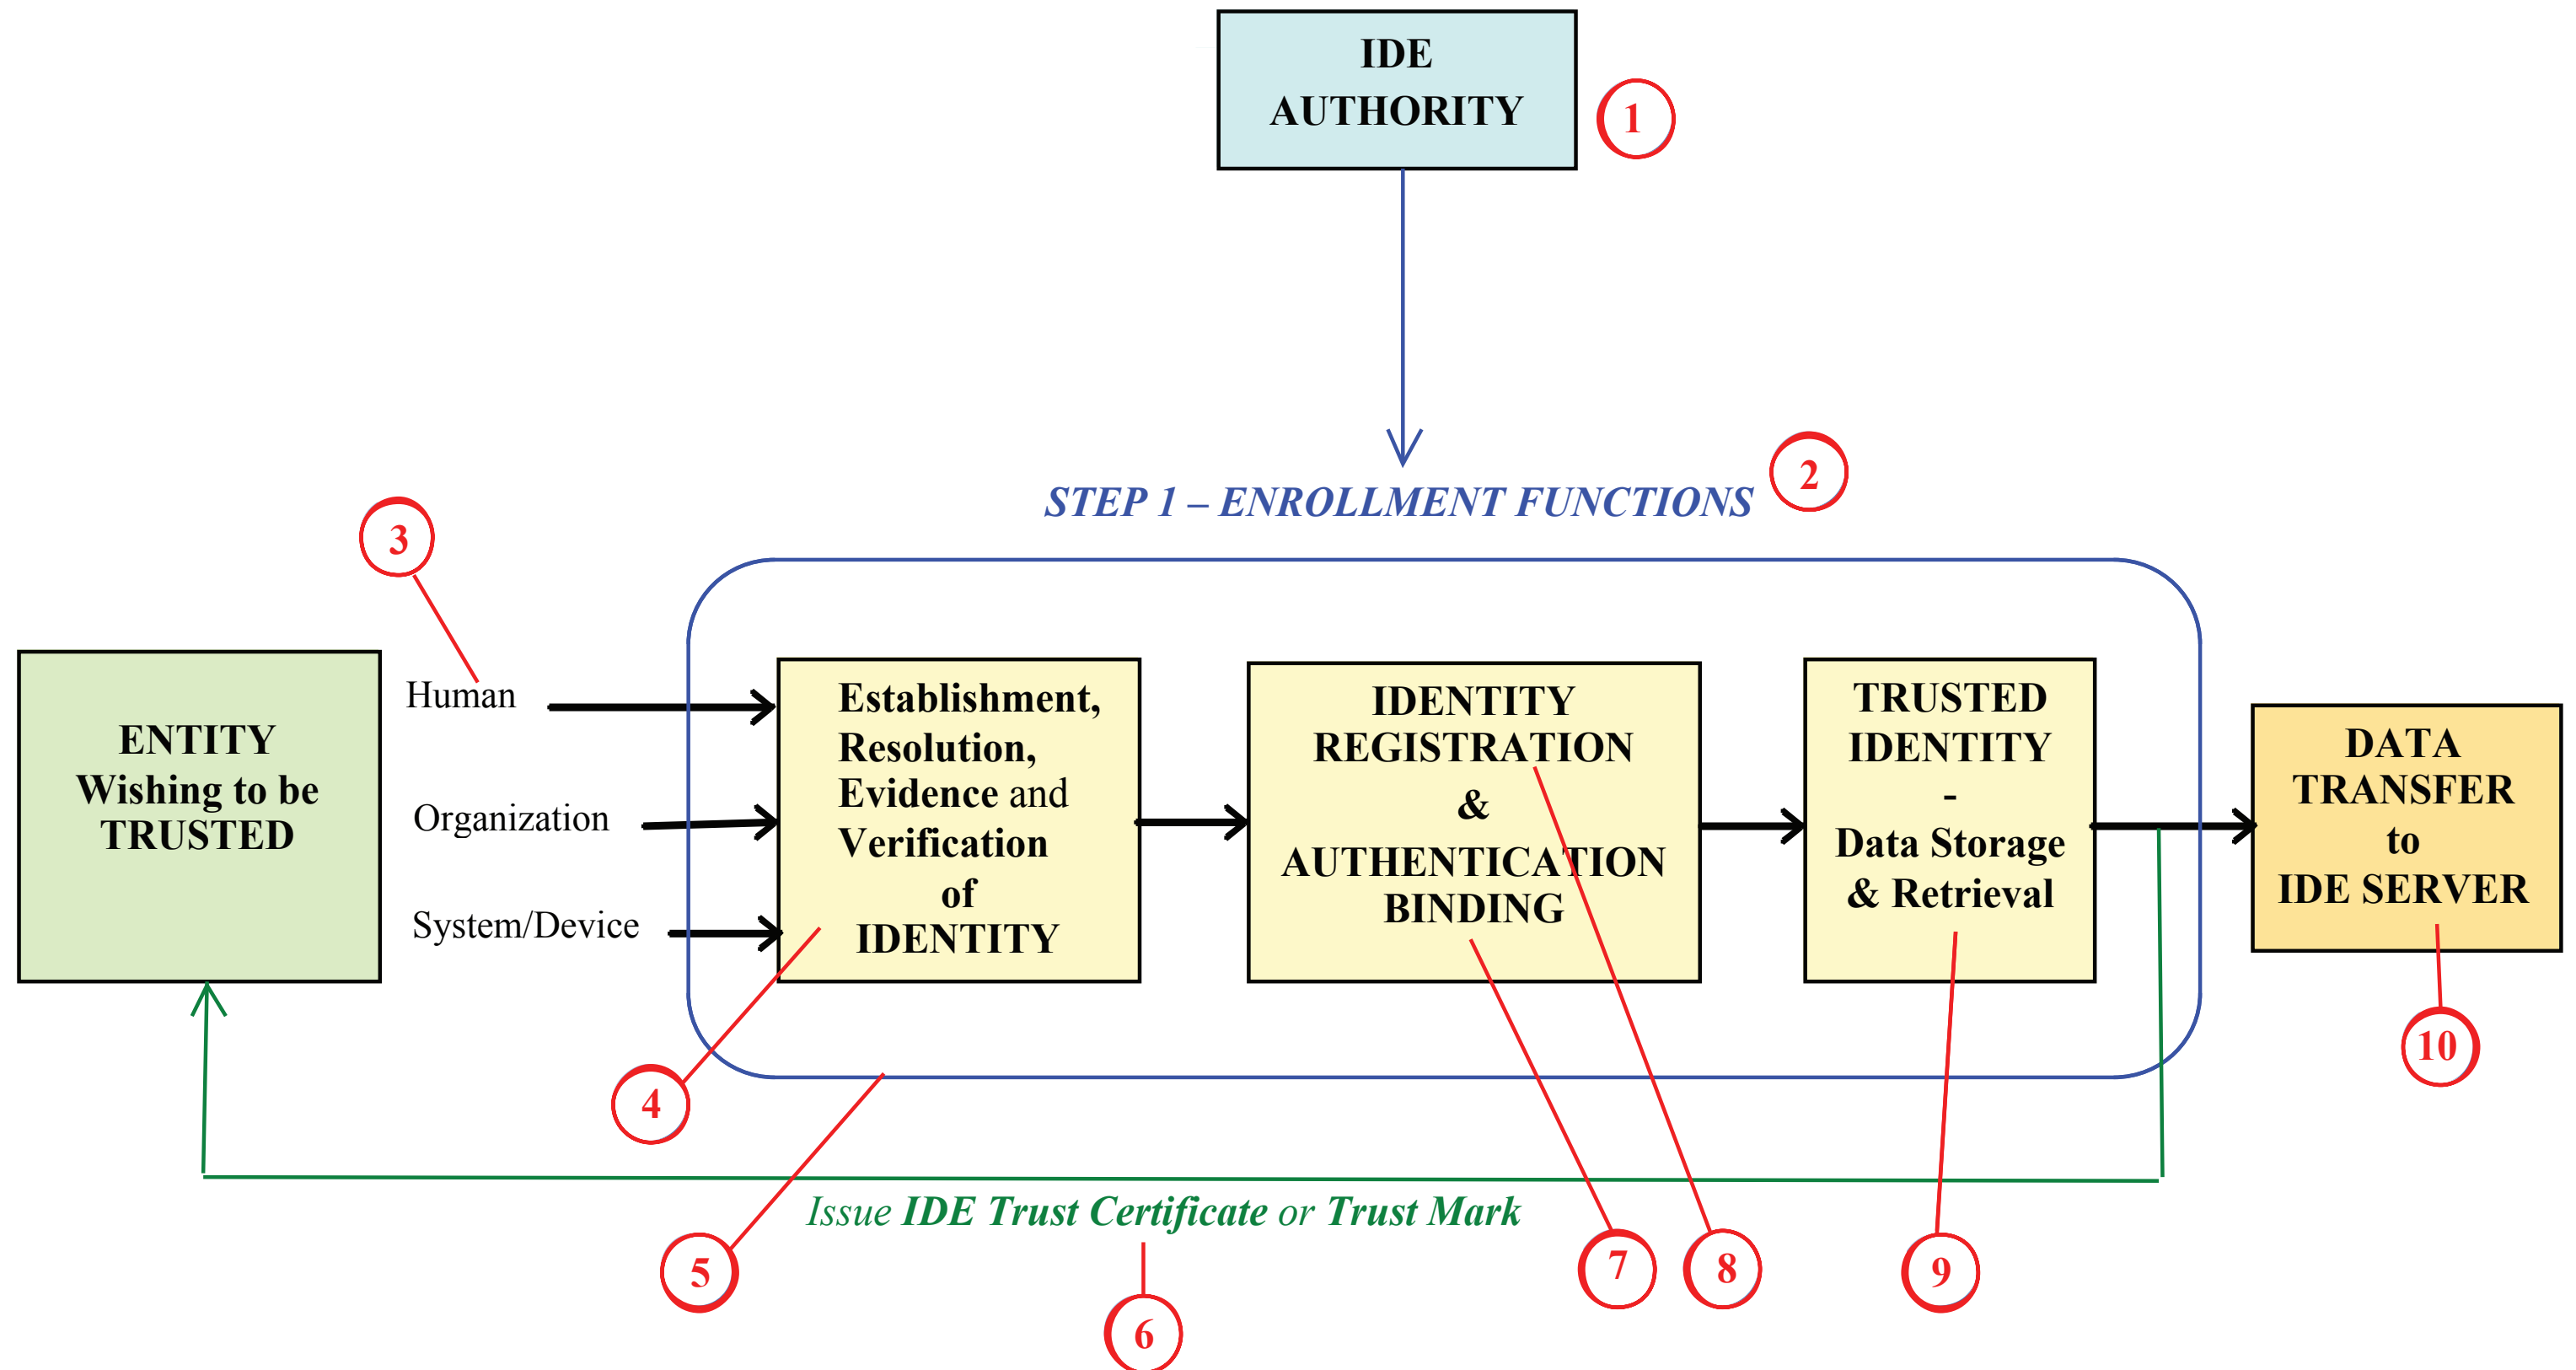 IDE
AUTHORITY
1
STEP 1 – ENROLLMENT FUNCTIONS
2
3
Human
Organization
System/Device
ENTITY
Wishing to be
TRUSTED
Establishment,
Resolution,
Evidence and
Verification
of
IDENTITY
IDENTITY
REGISTRATION
&
AUTHENTICATION
BINDING
TRUSTED
IDENTITY
-
Data Storage
& Retrieval
DATA
TRANSFER
to
IDE SERVER
4
5
Issue IDE Trust Certificate or Trust Mark
6
7
8
9
10